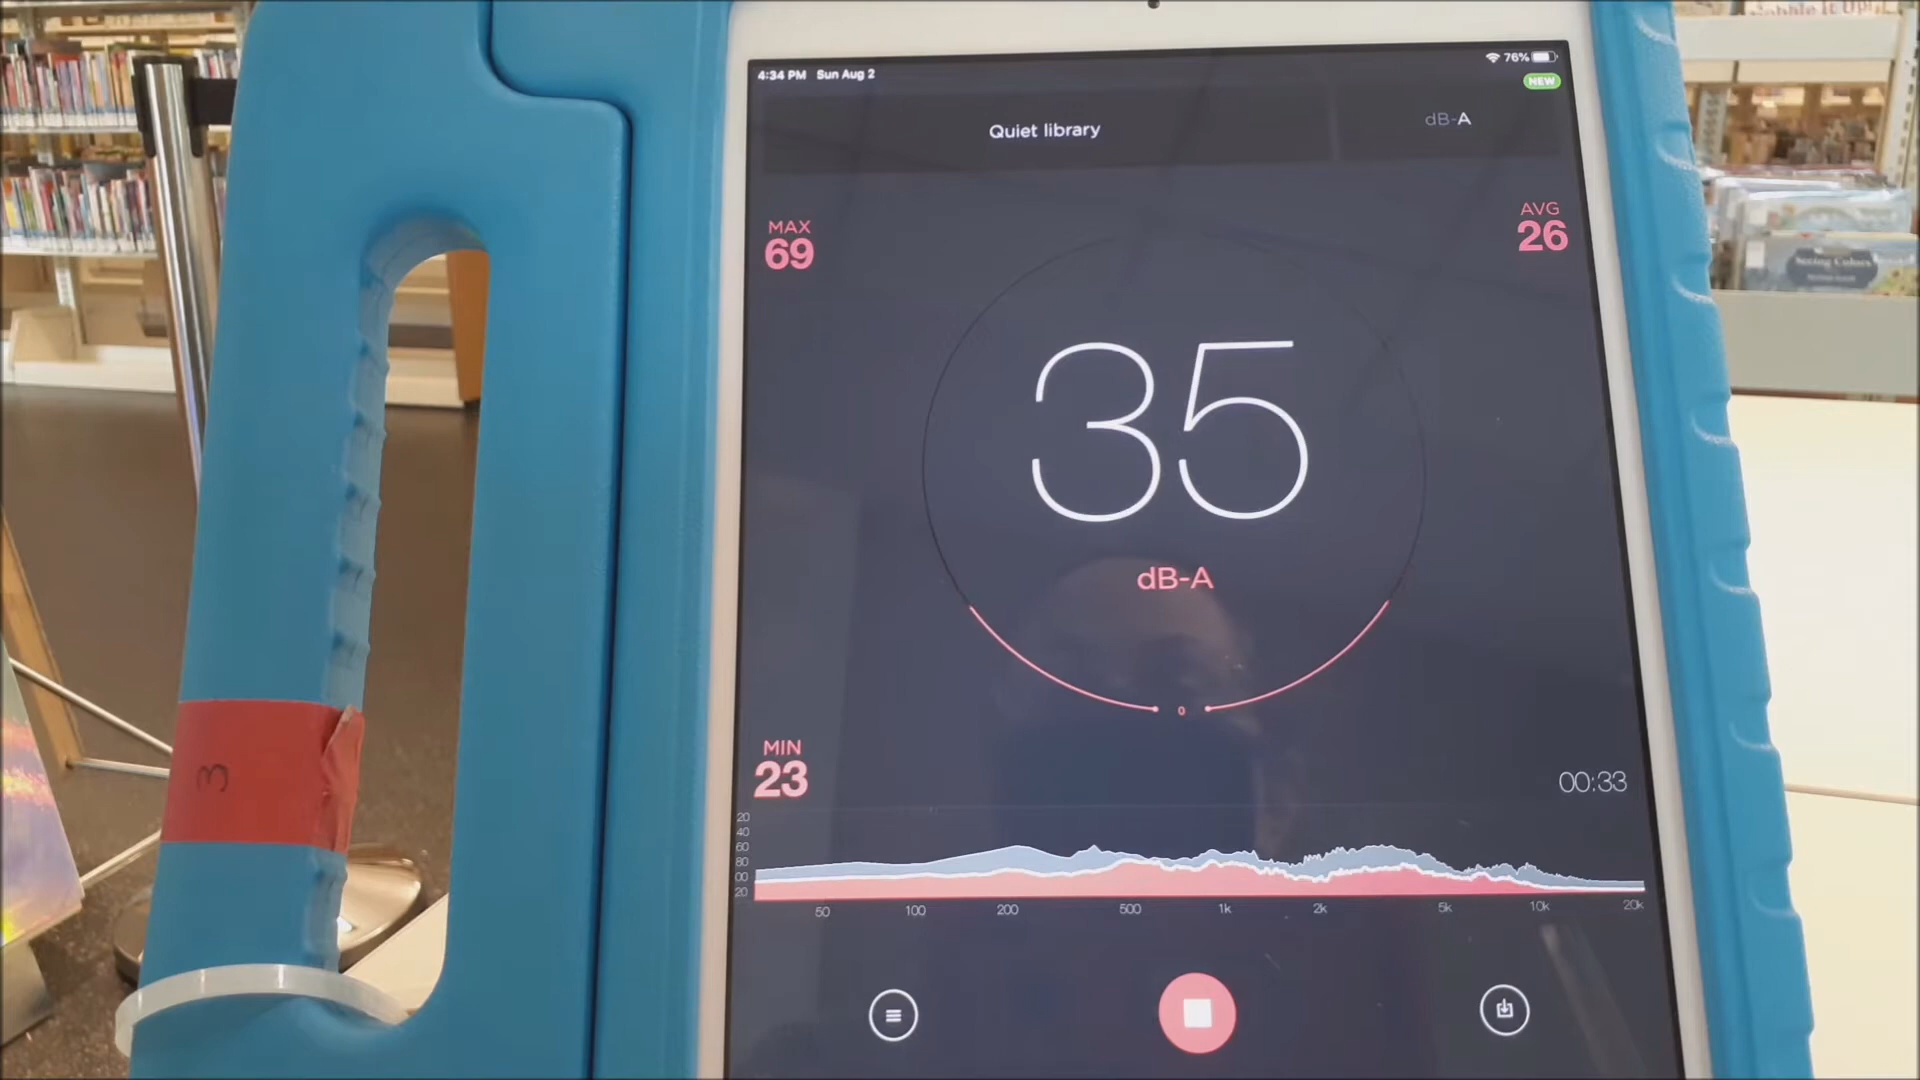 4:34 PM Sun Aug 2
76%
NEW
Quiet library
dB-A
MAX
69
AVG
26
35
dB-A
0
MIN
23
00:33
20
40
60
80
00
20
50 100 200 500 1k 2k 5k 10k 20k
3
Seeing Colors